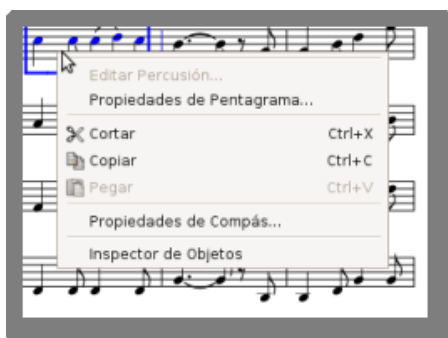 Editar Percusión...
Propiedades de Pentagrama...
Cortar Ctrl+X
Copiar Ctrl+C
Pegar Ctrl+V
Propiedades de Compás...
Inspector de Objetos